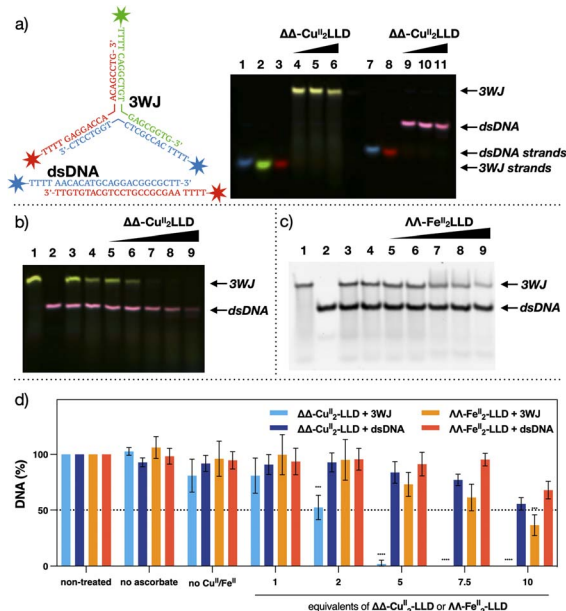 a)
ΔΔ-Cuᴵᴵ₂LLD ΔΔ-Cuᴵᴵ₂LLD
1 2 3 4 5 6 7 8 9 10 11
3WJ
dsDNA
dsDNA strands
3WJ strands
TTTT CAGGCTGT
ACAGCCTG- 3'
3WJ
TTTT GAGGACCA
GAGCGGTG-3'
3'-CTCCTGGT
CTCGCCAC TTTT
dsDNA
TTTT AACACATGCAGGACGGCGCTT-3'
3'-TTGTGTACGTCCTGCCGCGAA TTTT
b)
ΔΔ-Cuᴵᴵ₂LLD
1 2 3 4 5 6 7 8 9
3WJ
dsDNA
c)
ΛΛ-Feᴵᴵ₂LLD
1 2 3 4 5 6 7 8 9
3WJ
dsDNA
d)
ΔΔ-Cuᴵᴵ₂-LLD + 3WJ ΛΛ-Feᴵᴵ₂-LLD + 3WJ
ΔΔ-Cuᴵᴵ₂-LLD + dsDNA ΛΛ-Feᴵᴵ₂-LLD + dsDNA
DNA (%)
100
50
0
*** **** **** **** ***
non-treated no ascorbate no Cuᴵᴵ/Feᴵᴵ 1 2 5 7.5 10
equivalents of ΔΔ-Cuᴵᴵ₂-LLD or ΛΛ-Feᴵᴵ₂-LLD